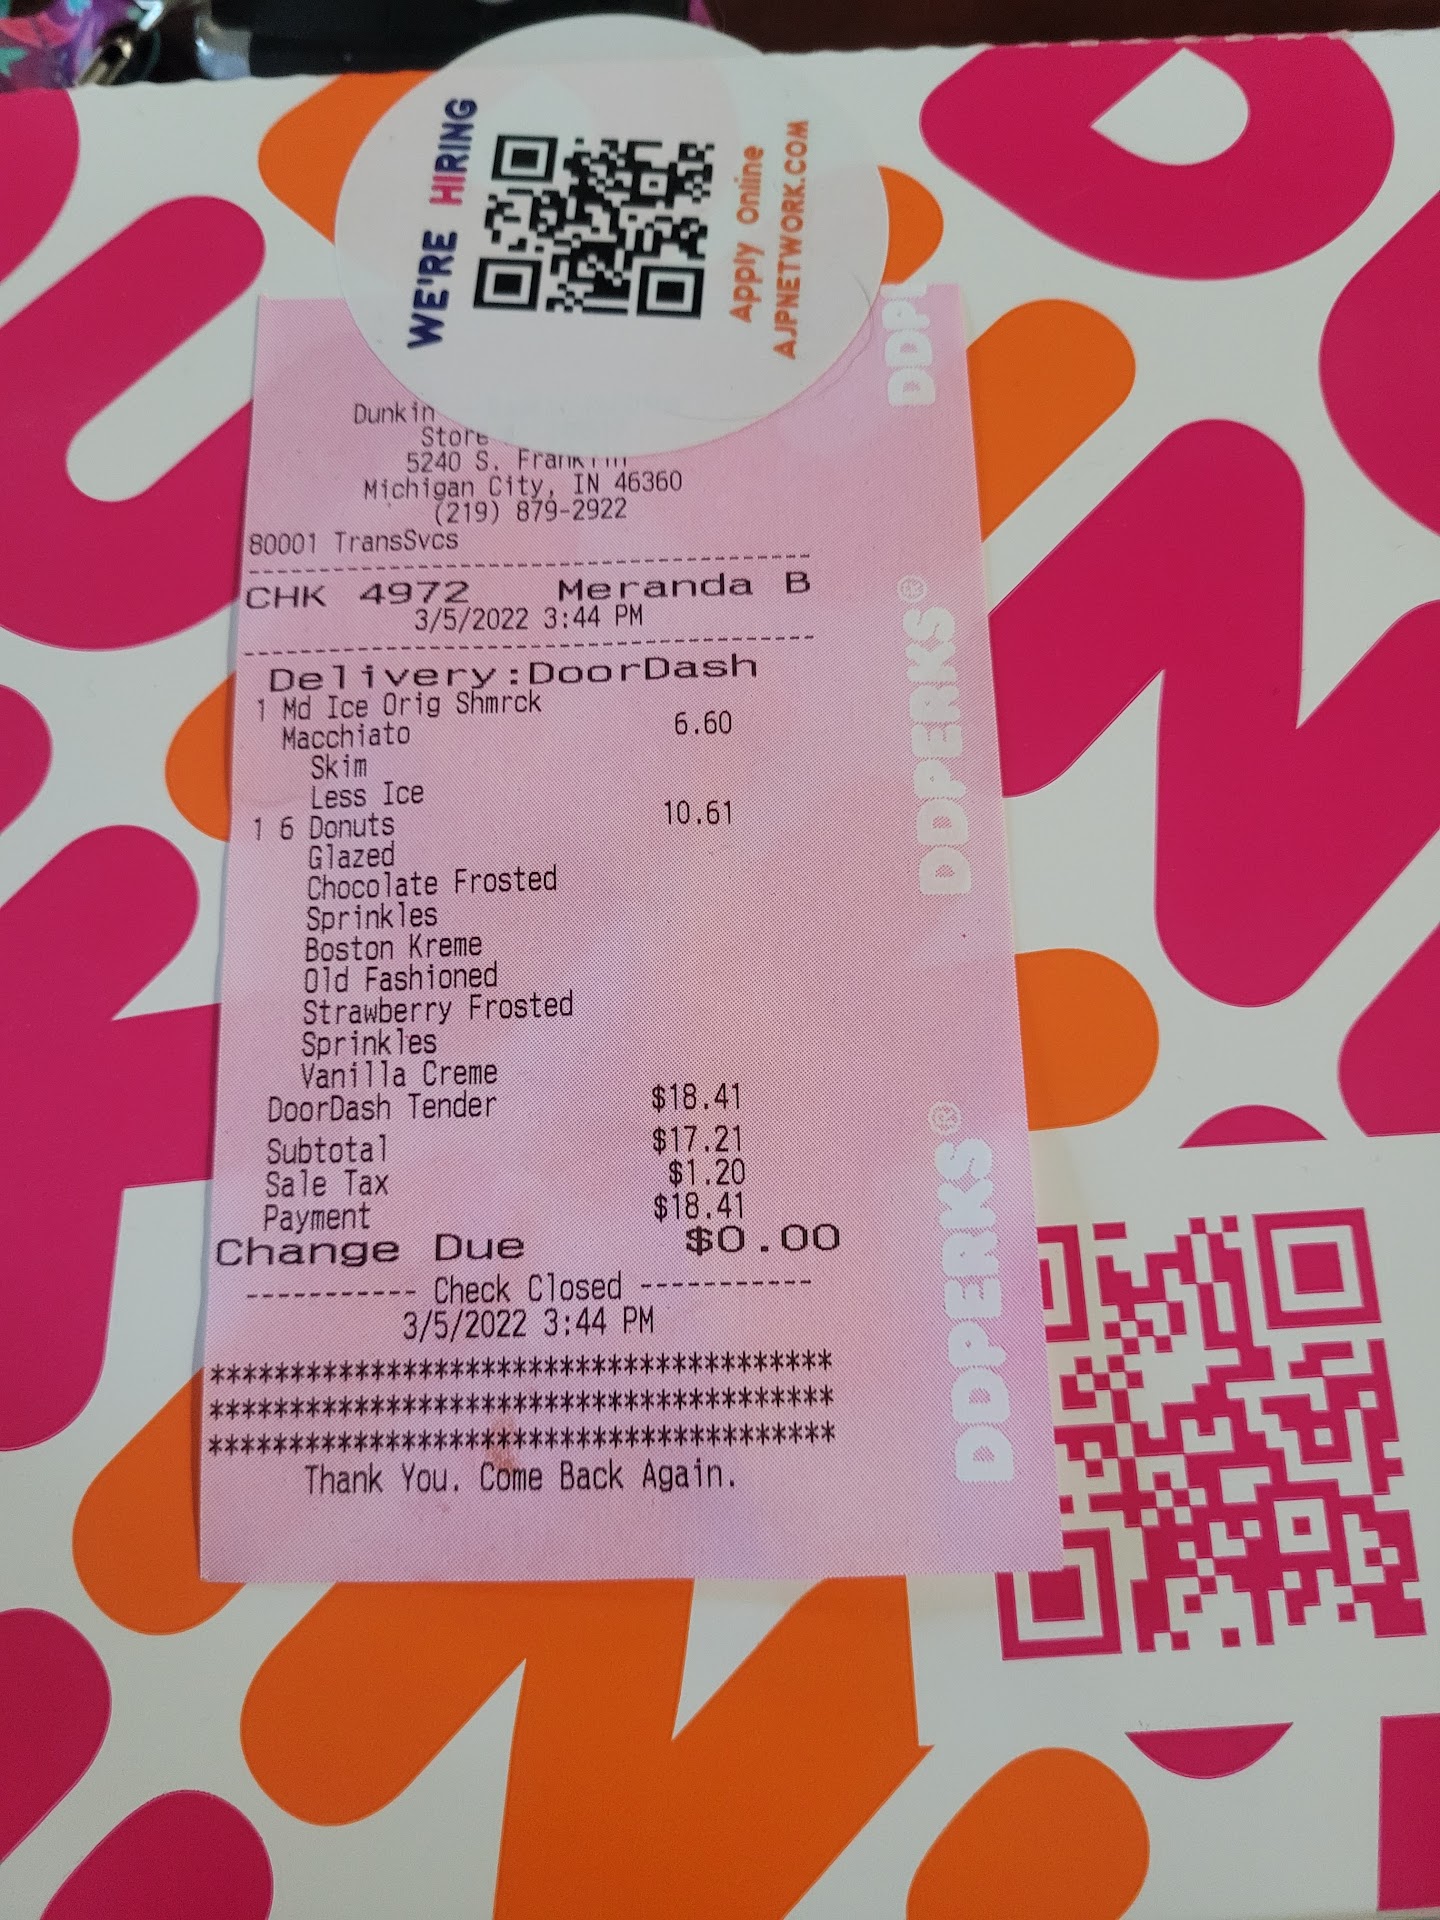 WE'RE HIRING
Apply Online
AJPNETWORK.COM
Dunkin
Store
5240 S. Franklin
Michigan City, IN 46360
(219) 879-2922
80001 TransSvcs
CHK 4972 Meranda B
3/5/2022 3:44 PM
Delivery:DoorDash
1 Md Ice Orig Shmrck
Macchiato 6.60
Skim
Less Ice
1 6 Donuts 10.61
Glazed
Chocolate Frosted
Sprinkles
Boston Kreme
Old Fashioned
Strawberry Frosted
Sprinkles
Vanilla Creme
DoorDash Tender $18.41
Subtotal $17.21
Sale Tax $1.20
Payment $18.41
Change Due $0.00
----------- Check Closed -----------
3/5/2022 3:44 PM
***************************************
***************************************
***************************************
Thank You. Come Back Again.
DDP
DDPERKS®
DDPERKS®